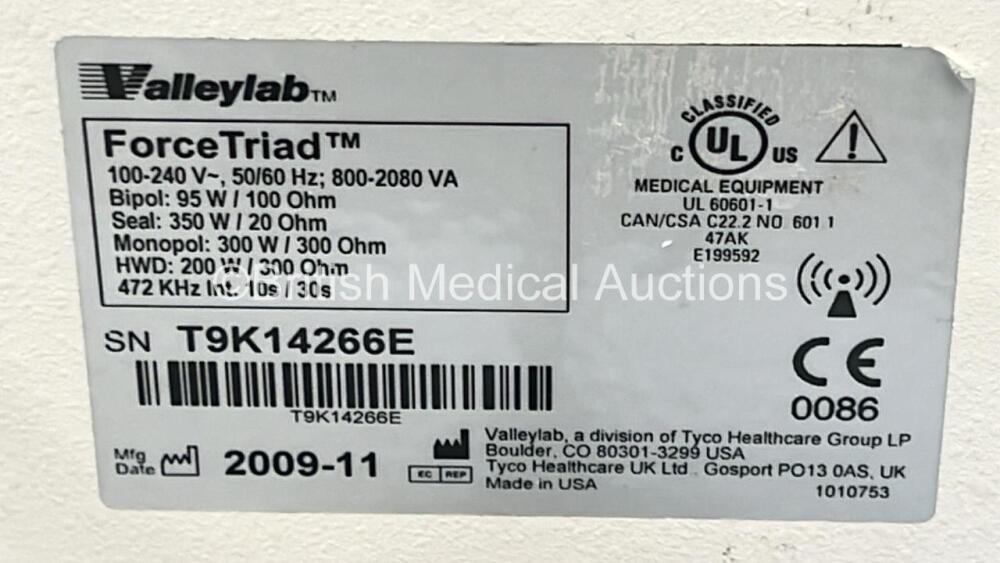 Valleylab™
ForceTriad™
100-240 V~, 50/60 Hz; 800-2080 VA
Bipol: 95 W / 100 Ohm
Seal: 350 W / 20 Ohm
Monopol: 300 W / 300 Ohm
HWD: 200 W / 300 Ohm
472 KHz Int. 10s / 30s
CLASSIFIED
C UL US
MEDICAL EQUIPMENT
UL 60601-1
CAN/CSA C22.2 NO. 601 1
47AK
E199592
© British Medical Auctions
SN T9K14266E
T9K14266E
CE
0086
Mfg
Date
2009-11
EC REP
Valleylab, a division of Tyco Healthcare Group LP
Boulder, CO 80301-3299 USA
Tyco Healthcare UK Ltd. Gosport PO13 0AS, UK
Made in USA
1010753